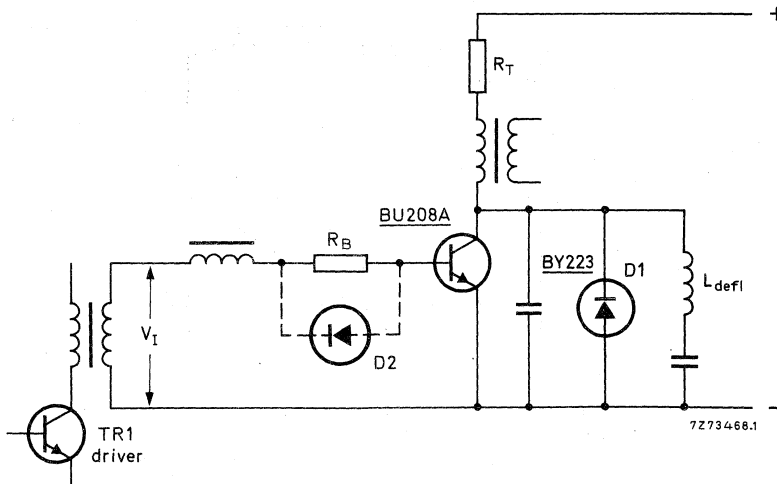 +
R_T
BU208A
R_B
BY223
D1
L_defl
V_I
D2
TR1
driver
7Z73468.1
-